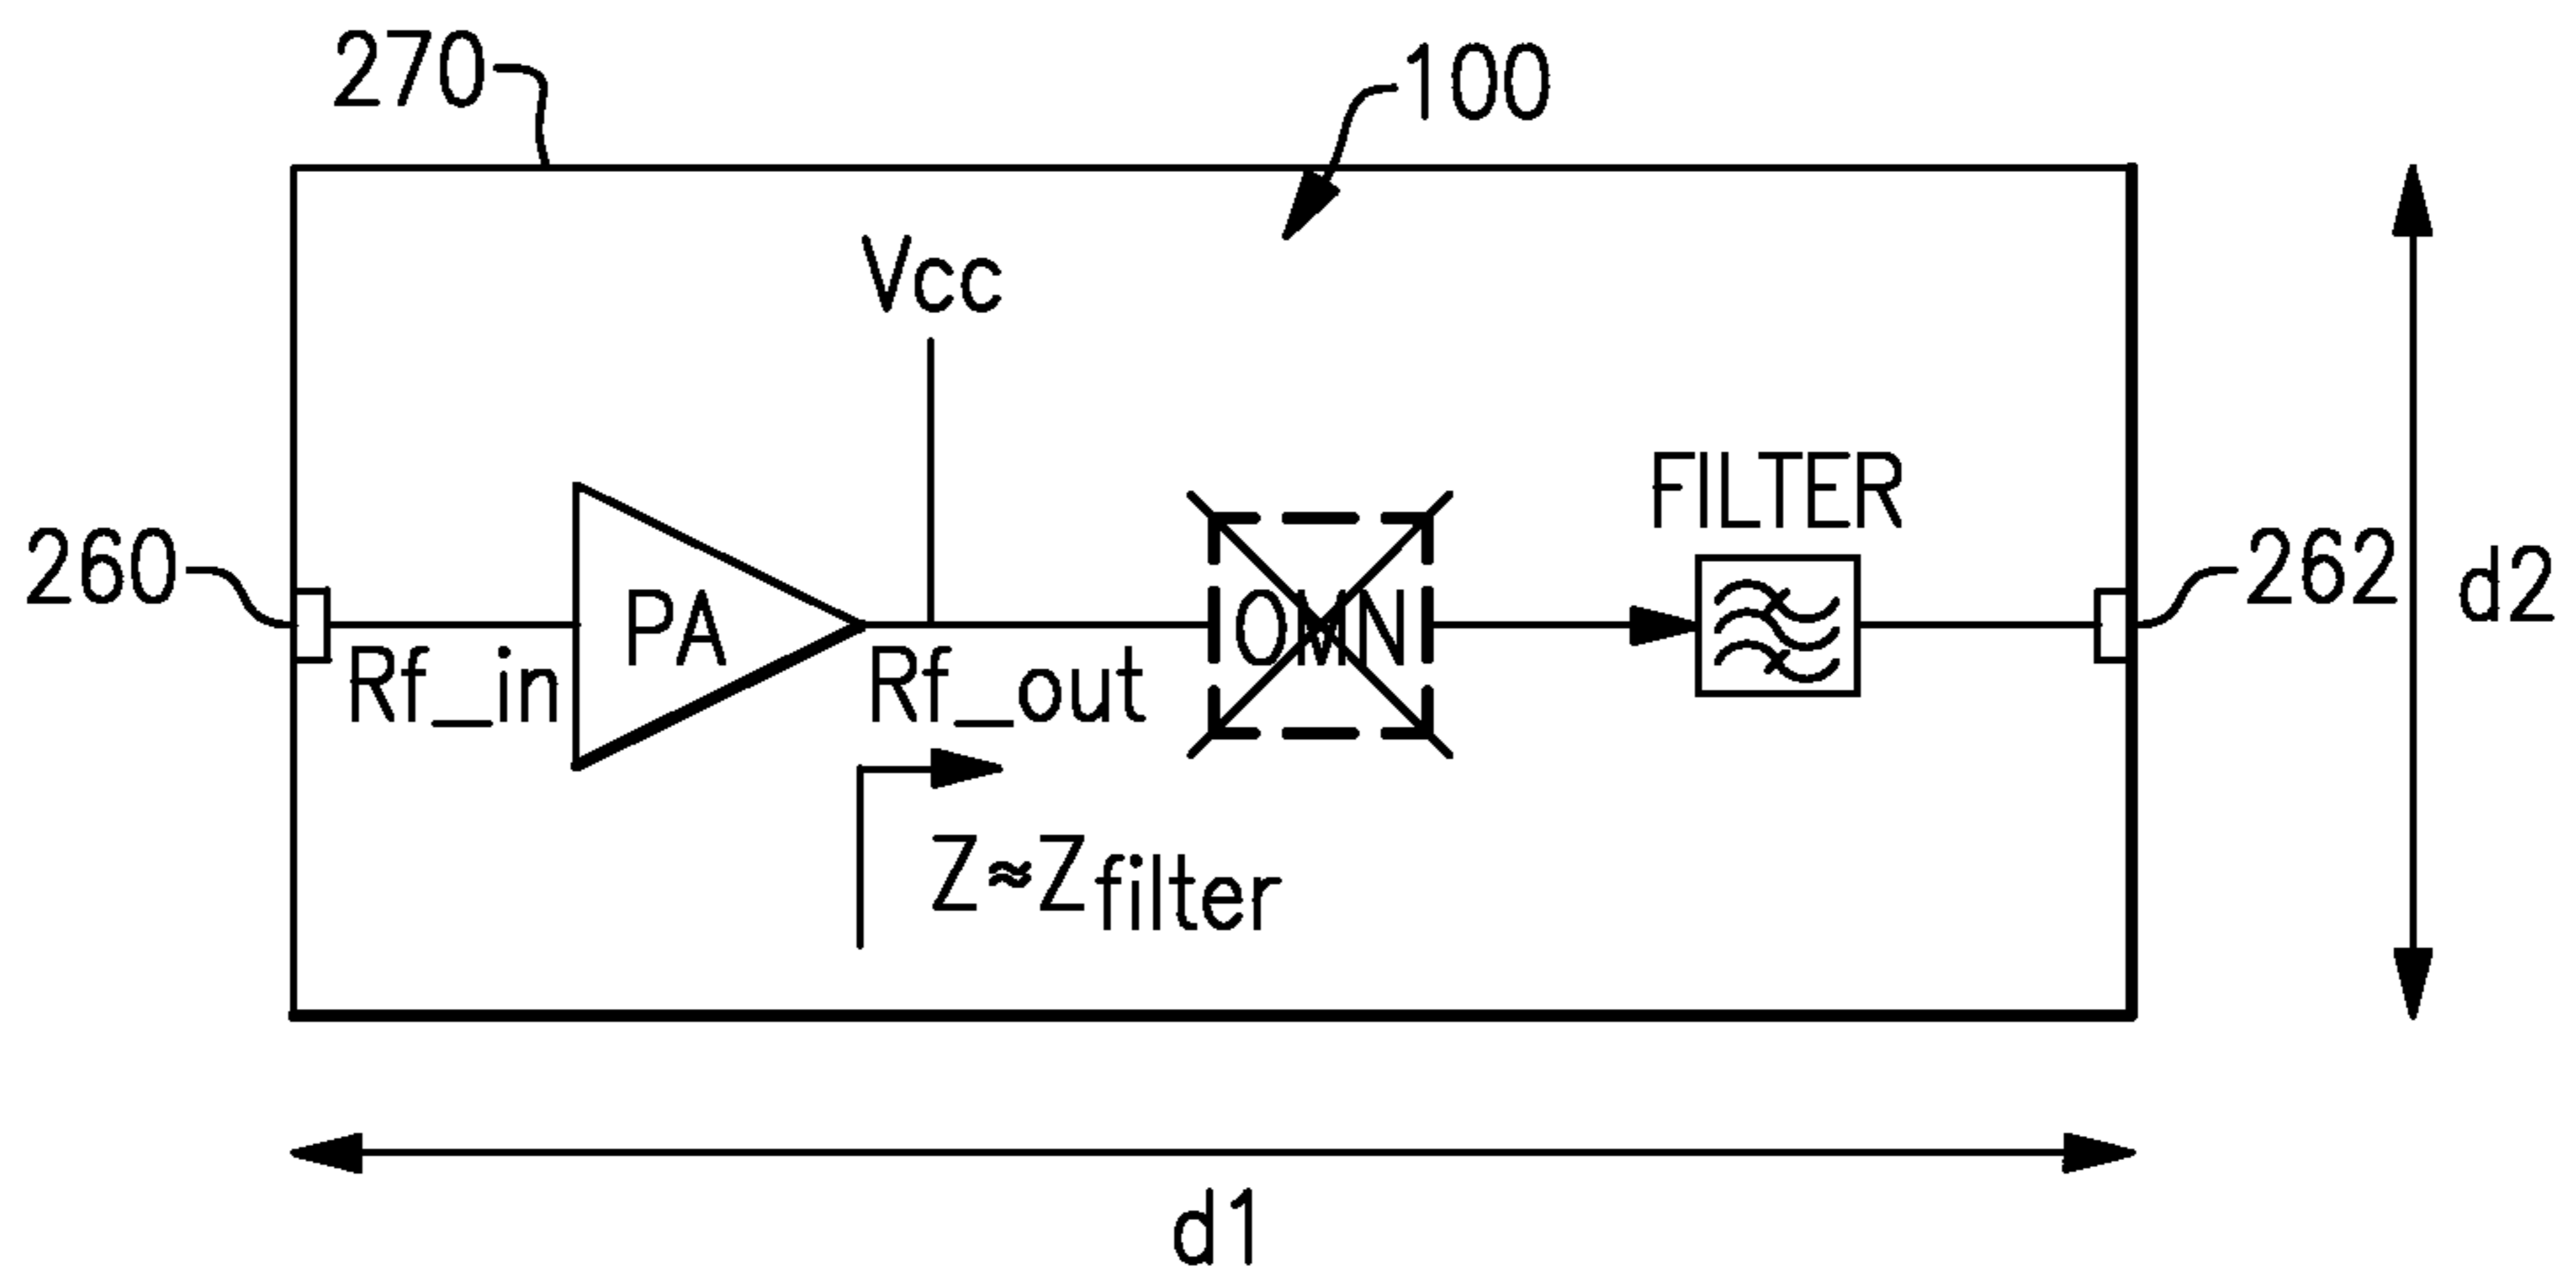 270
100
Vcc
FILTER
260
262
d2
PA
OMN
Rf_in
Rf_out
Z≈Zfilter
d1